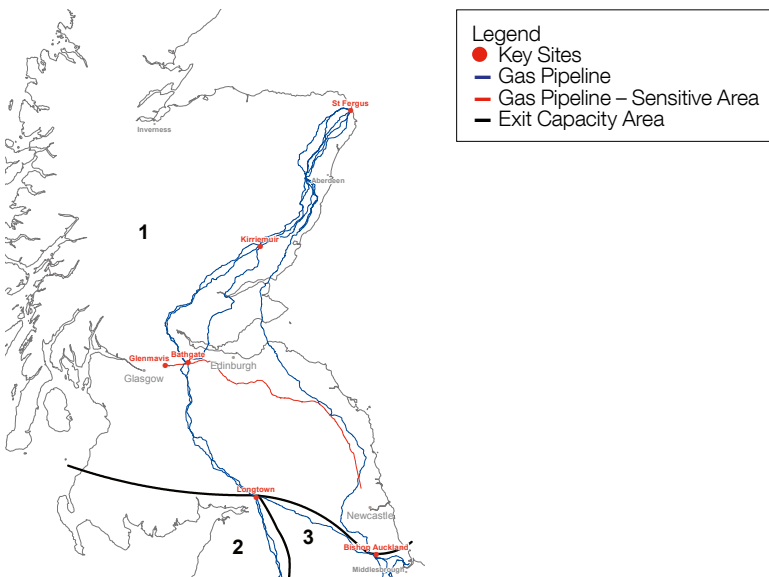 Legend
Key Sites
Gas Pipeline
Gas Pipeline – Sensitive Area
Exit Capacity Area
St Fergus
Inverness
Aberdeen
1
Kirriemuir
Glenmavis
Bathgate
Edinburgh
Glasgow
Longtown
Newcastle
2
3
Bishop Auckland
Middlesbrough